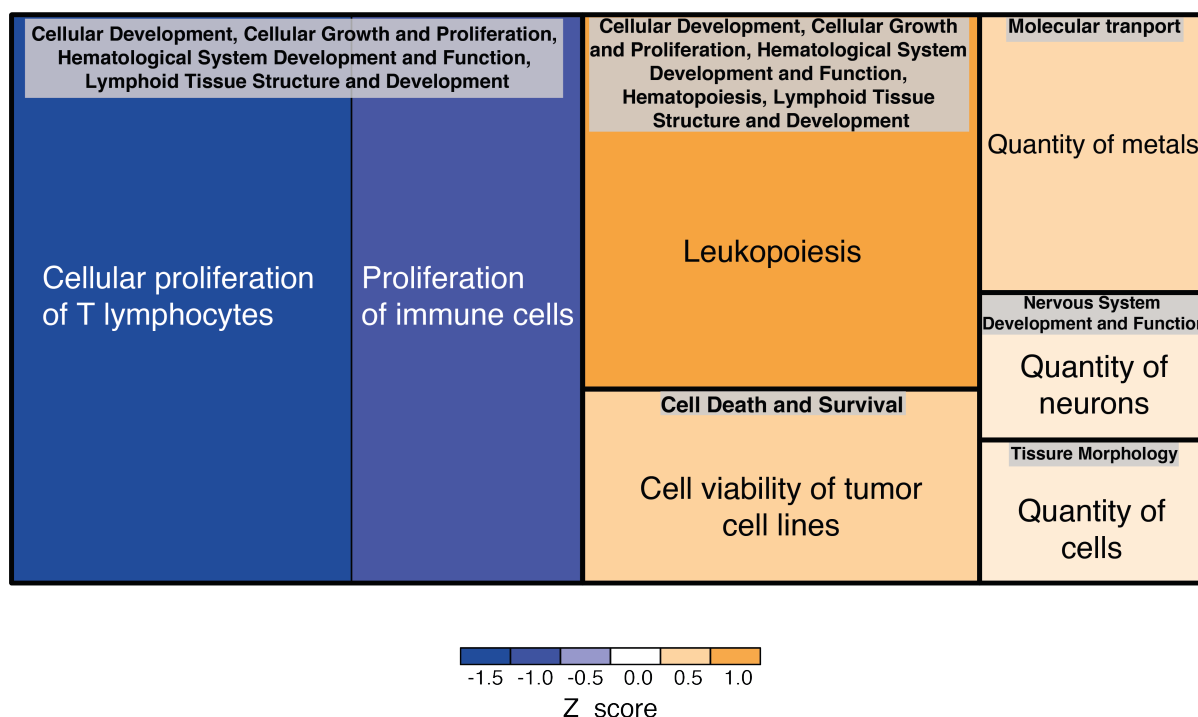 Cellular Development, Cellular Growth and Proliferation,
Hematological System Development and Function,
Lymphoid Tissue Structure and Development
Cellular proliferation
of T lymphocytes
Proliferation
of immune cells
Cellular Development, Cellular Growth
and Proliferation, Hematological System
Development and Function,
Hematopoiesis, Lymphoid Tissue
Structure and Development
Leukopoiesis
Cell Death and Survival
Cell viability of tumor
cell lines
Molecular tranport
Quantity of metals
Nervous System
Development and Function
Quantity of
neurons
Tissure Morphology
Quantity of
cells
-1.5 -1.0 -0.5 0.0 0.5 1.0
Z score